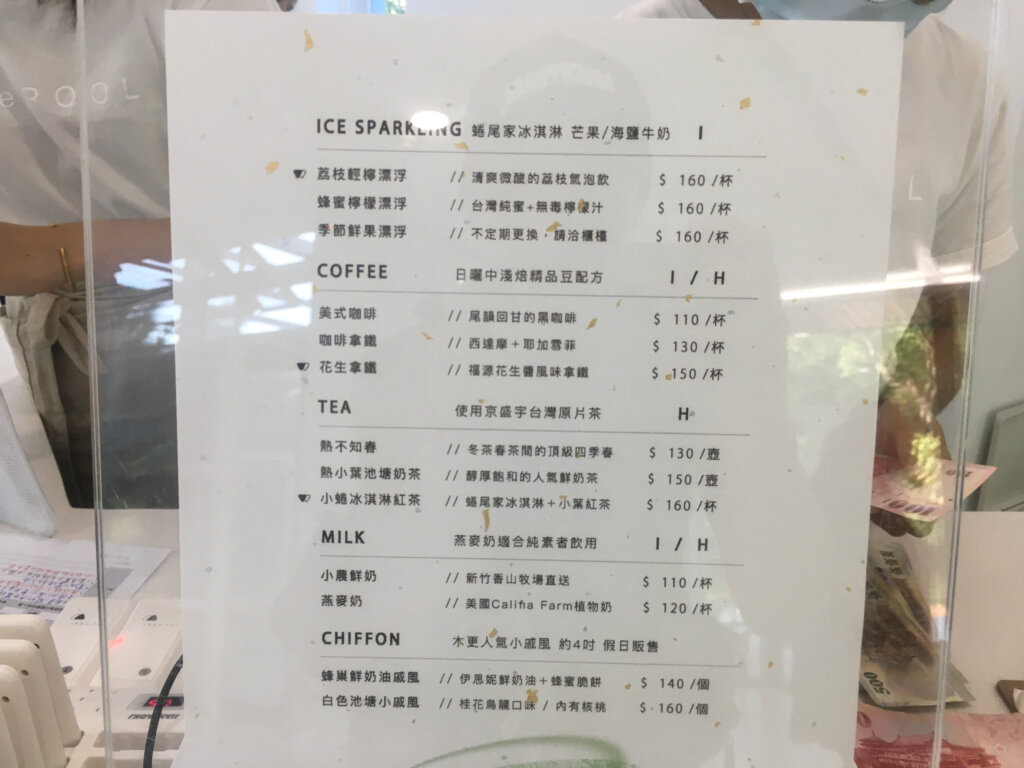 ePOOL
ICE SPARKLING 蜷尾家冰淇淋 芒果/海鹽牛奶 I
荔枝輕檸漂浮 // 清爽微酸的荔枝氣泡飲 $ 160 /杯
蜂蜜檸檬漂浮 // 台灣純蜜+無毒檸檬汁 $ 160 /杯
季節鮮果漂浮 // 不定期更換，請洽櫃檯 $ 160 /杯
COFFEE 日曬中淺焙精品豆配方 I / H
美式咖啡 // 尾韻回甘的黑咖啡 $ 110 /杯
咖啡拿鐵 // 西達摩＋耶加雪菲 $ 130 /杯
花生拿鐵 // 福源花生醬風味拿鐵 $ 150 /杯
TEA 使用京盛宇台灣原片茶 H
熱不知春 // 冬茶春茶間的頂級四季春 $ 130 /壺
熱小葉池塘奶茶 // 醇厚飽和的人氣鮮奶茶 $ 150 /壺
小蜷冰淇淋紅茶 // 蜷尾家冰淇淋＋小葉紅茶 $ 160 /杯
MILK 燕麥奶適合純素者飲用 I / H
小農鮮奶 // 新竹香山牧場直送 $ 110 /杯
燕麥奶 // 美國Califia Farm植物奶 $ 120 /杯
CHIFFON 木更人氣小戚風 約4吋 假日販售
蜂巢鮮奶油戚風 // 伊思妮鮮奶油＋蜂蜜脆餅 $ 140 /個
白色池塘小戚風 // 桂花烏龍口味 / 內有核桃 $ 160 /個
L
100
500